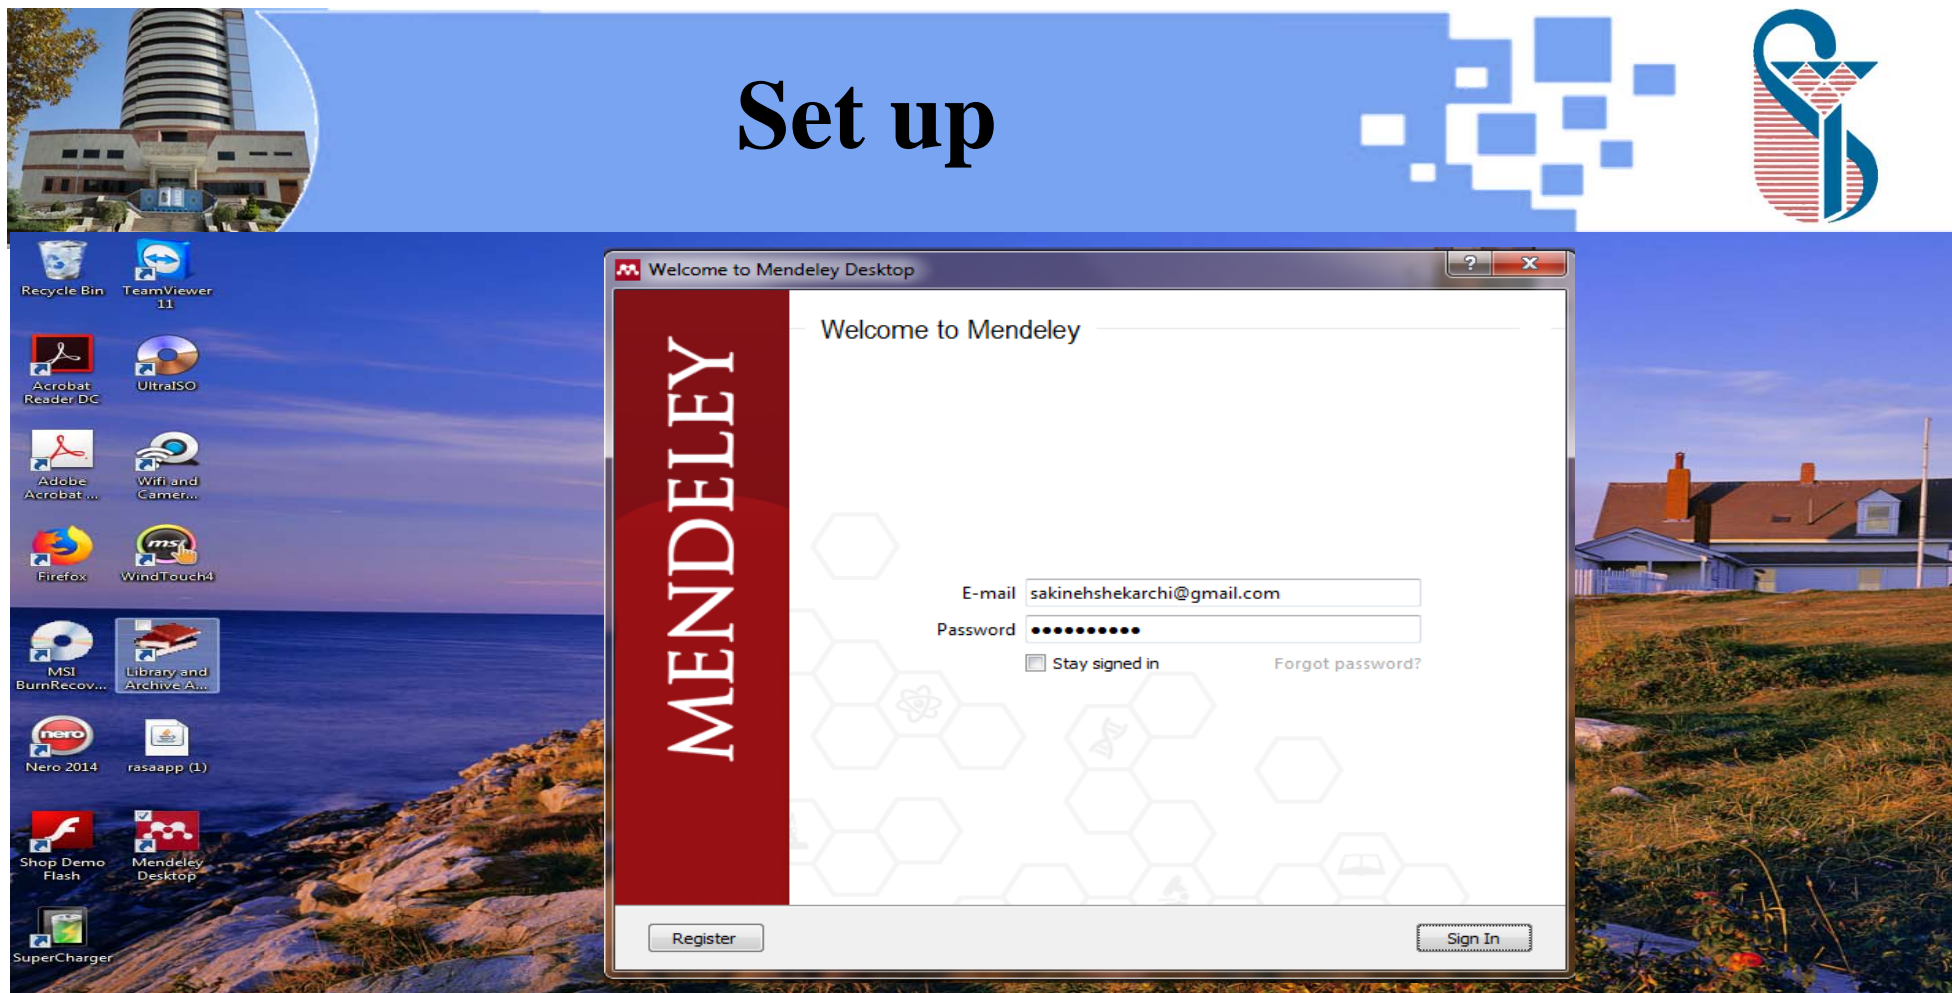 Set up
Recycle Bin
TeamViewer
11
Acrobat
Reader DC
UltraISO
Adobe
Acrobat ...
Wifi and
Camer...
Firefox
msi
WindTouch4
MSI
BurnRecov...
Library and
Archive A...
nero
Nero 2014
rasaapp (1)
Shop Demo
Flash
Mendeley
Desktop
SuperCharger
Welcome to Mendeley Desktop
?
X
MENDELEY
Welcome to Mendeley
E-mail sakinehshekarchi@gmail.com
Password ●●●●●●●●●●
Stay signed in Forgot password?
Register
Sign In